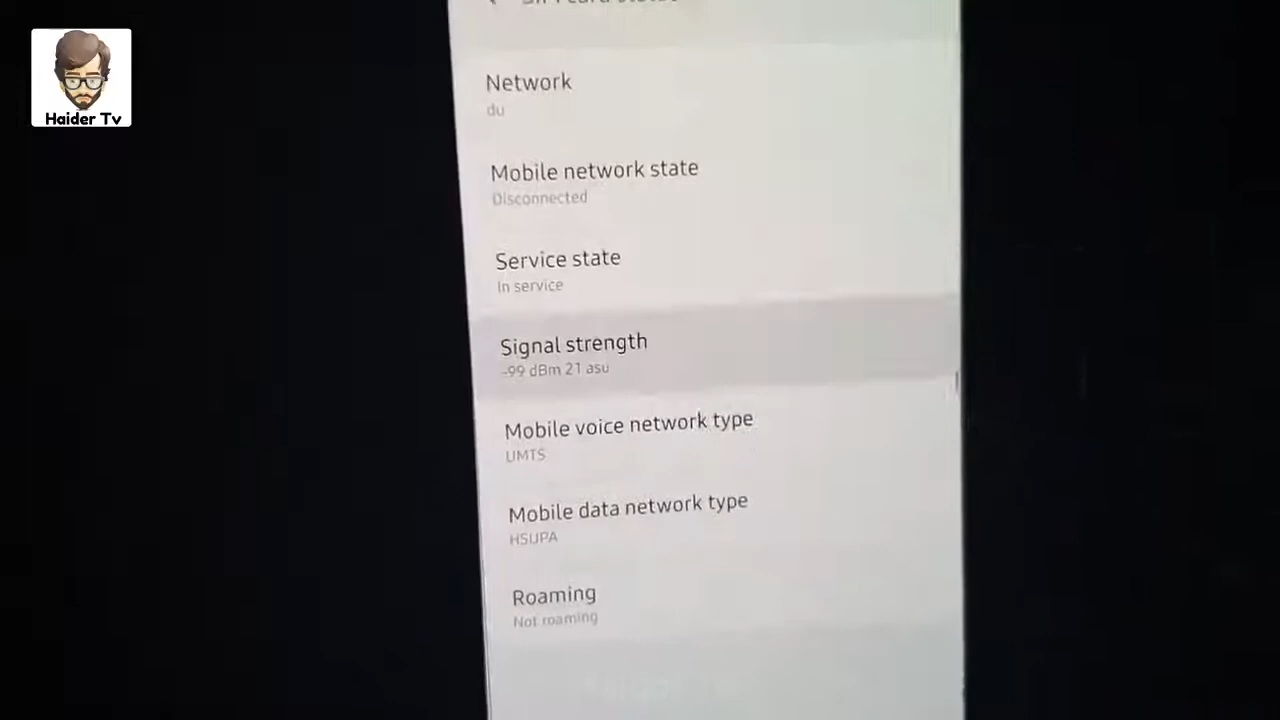 Haider Tv
Network
du
Mobile network state
Disconnected
Service state
In service
Signal strength
-99 dBm 21 asu
Mobile voice network type
UMTS
Mobile data network type
HSUPA
Roaming
Not roaming